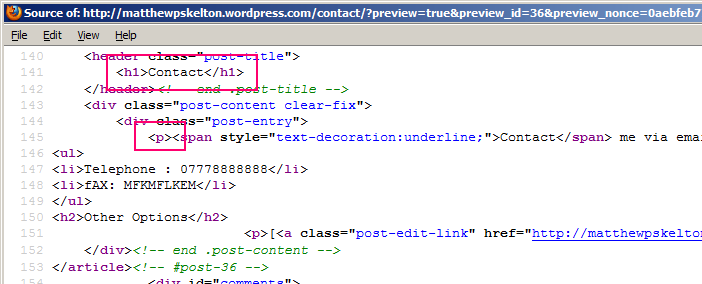 Source of: http://matthewpskelton.wordpress.com/contact/?preview=true&preview_id=36&preview_nonce=0aebfeb7
File Edit View Help
140 <header class="post-title">
141 <h1>Contact</h1>
142 </header><!-- end .post-title -->
143 <div class="post-content clear-fix">
144 <div class="post-entry">
145 <p><span style="text-decoration:underline;">Contact</span> me via emai
146 <ul>
147 <li>Telephone : 07778888888</li>
148 <li>fAX: MFKMFLKEM</li>
149 </ul>
150 <h2>Other Options</h2>
151 <p>[<a class="post-edit-link" href="http://matthewpskelton
152 </div><!-- end .post-content -->
153 </article><!-- #post-36 -->
154 <div id="comments">